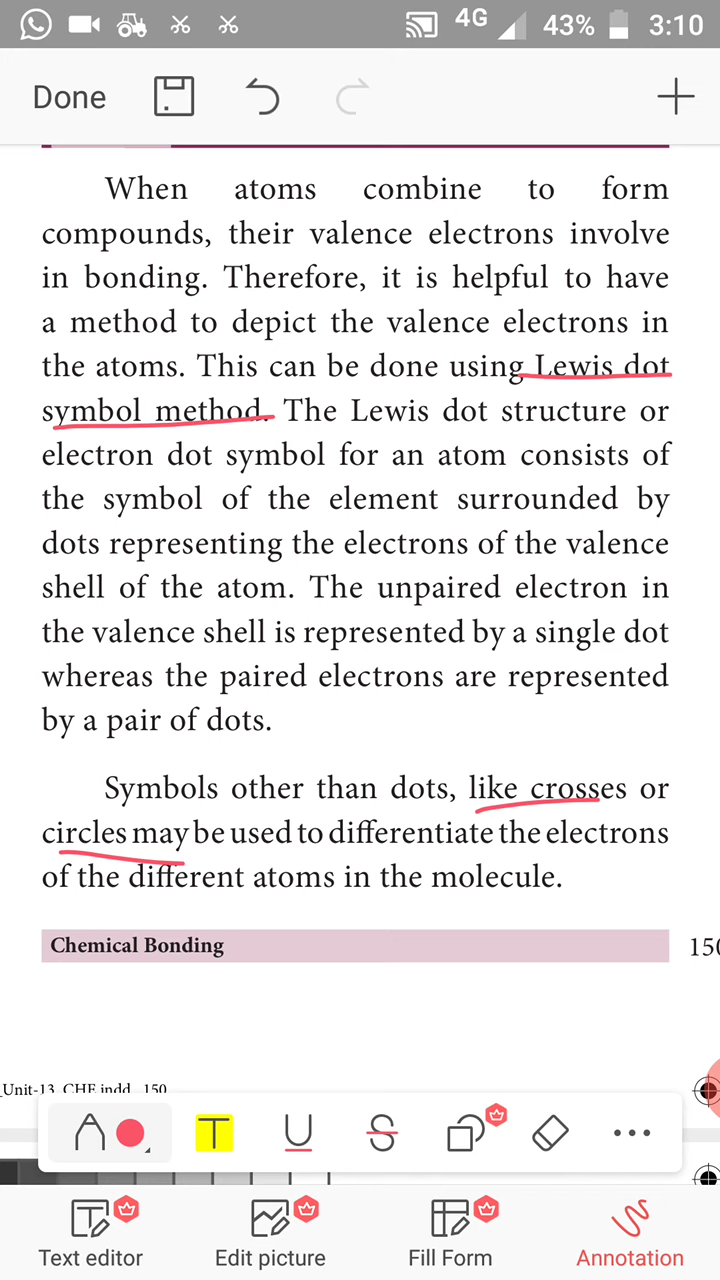 4G 43% 3:10
Done
When atoms combine to form
compounds, their valence electrons involve
in bonding. Therefore, it is helpful to have
a method to depict the valence electrons in
the atoms. This can be done using Lewis dot
symbol method. The Lewis dot structure or
electron dot symbol for an atom consists of
the symbol of the element surrounded by
dots representing the electrons of the valence
shell of the atom. The unpaired electron in
the valence shell is represented by a single dot
whereas the paired electrons are represented
by a pair of dots.
Symbols other than dots, like crosses or
circles may be used to differentiate the electrons
of the different atoms in the molecule.
Chemical Bonding 150
_Unit-13_CHE.indd 150
T U S
Text editor Edit picture Fill Form Annotation